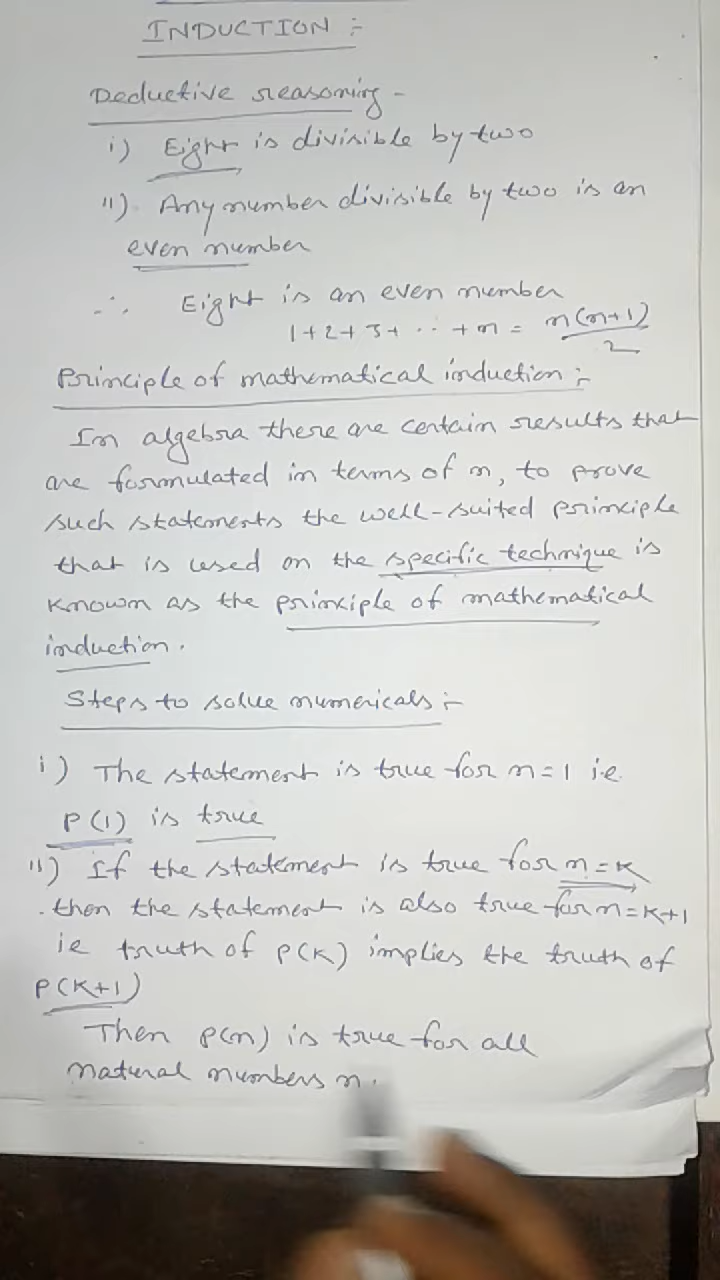 INDUCTION :-
Deductive reasoning -
i) Eight is divisible by two
ii) Any number divisible by two is an
even number
∴ Eight is an even number
1+2+3+ ... +n = n(n+1)/2
Principle of mathematical induction :-
In algebra there are certain results that
are formulated in terms of n, to prove
such statements the well-suited principle
that is used on the specific technique is
known as the principle of mathematical
induction.
Steps to solve numericals :-
i) The statement is true for n=1 i.e.
P(1) is true
ii) If the statement is true for n=k
then the statement is also true for n=k+1
ie truth of P(k) implies the truth of
P(k+1)
Then P(n) is true for all
natural numbers n.